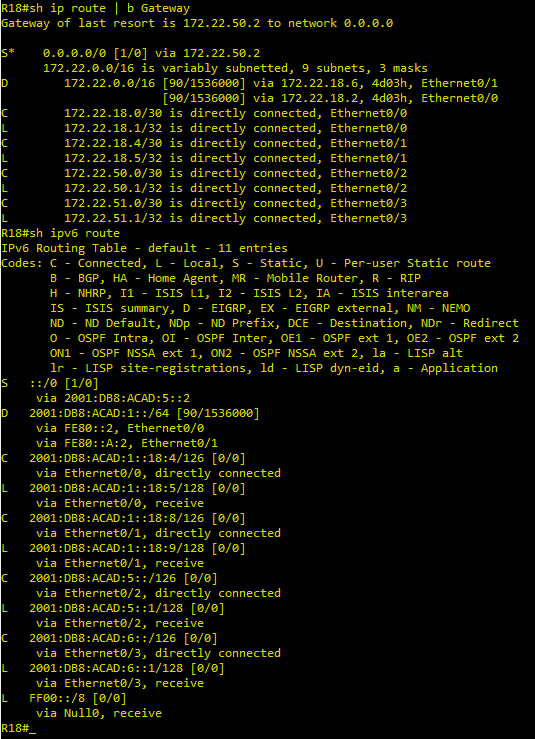 R18#sh ip route | b Gateway
Gateway of last resort is 172.22.50.2 to network 0.0.0.0
S*    0.0.0.0/0 [1/0] via 172.22.50.2
      172.22.0.0/16 is variably subnetted, 9 subnets, 3 masks
D        172.22.0.0/16 [90/1536000] via 172.22.18.6, 4d03h, Ethernet0/1
                       [90/1536000] via 172.22.18.2, 4d03h, Ethernet0/0
C        172.22.18.0/30 is directly connected, Ethernet0/0
L        172.22.18.1/32 is directly connected, Ethernet0/0
C        172.22.18.4/30 is directly connected, Ethernet0/1
L        172.22.18.5/32 is directly connected, Ethernet0/1
C        172.22.50.0/30 is directly connected, Ethernet0/2
L        172.22.50.1/32 is directly connected, Ethernet0/2
C        172.22.51.0/30 is directly connected, Ethernet0/3
L        172.22.51.1/32 is directly connected, Ethernet0/3
R18#sh ipv6 route
IPv6 Routing Table - default - 11 entries
Codes: C - Connected, L - Local, S - Static, U - Per-user Static route
       B - BGP, HA - Home Agent, MR - Mobile Router, R - RIP
       H - NHRP, I1 - ISIS L1, I2 - ISIS L2, IA - ISIS interarea
       IS - ISIS summary, D - EIGRP, EX - EIGRP external, NM - NEMO
       ND - ND Default, NDp - ND Prefix, DCE - Destination, NDr - Redirect
       O - OSPF Intra, OI - OSPF Inter, OE1 - OSPF ext 1, OE2 - OSPF ext 2
       ON1 - OSPF NSSA ext 1, ON2 - OSPF NSSA ext 2, la - LISP alt
       lr - LISP site-registrations, ld - LISP dyn-eid, a - Application
S   ::/0 [1/0]
     via 2001:DB8:ACAD:5::2
D   2001:DB8:ACAD:1::/64 [90/1536000]
     via FE80::2, Ethernet0/0
     via FE80::A:2, Ethernet0/1
C   2001:DB8:ACAD:1::18:4/126 [0/0]
     via Ethernet0/0, directly connected
L   2001:DB8:ACAD:1::18:5/128 [0/0]
     via Ethernet0/0, receive
C   2001:DB8:ACAD:1::18:8/126 [0/0]
     via Ethernet0/1, directly connected
L   2001:DB8:ACAD:1::18:9/128 [0/0]
     via Ethernet0/1, receive
C   2001:DB8:ACAD:5::/126 [0/0]
     via Ethernet0/2, directly connected
L   2001:DB8:ACAD:5::1/128 [0/0]
     via Ethernet0/2, receive
C   2001:DB8:ACAD:6::/126 [0/0]
     via Ethernet0/3, directly connected
L   2001:DB8:ACAD:6::1/128 [0/0]
     via Ethernet0/3, receive
L   FF00::/8 [0/0]
     via Null0, receive
R18#_